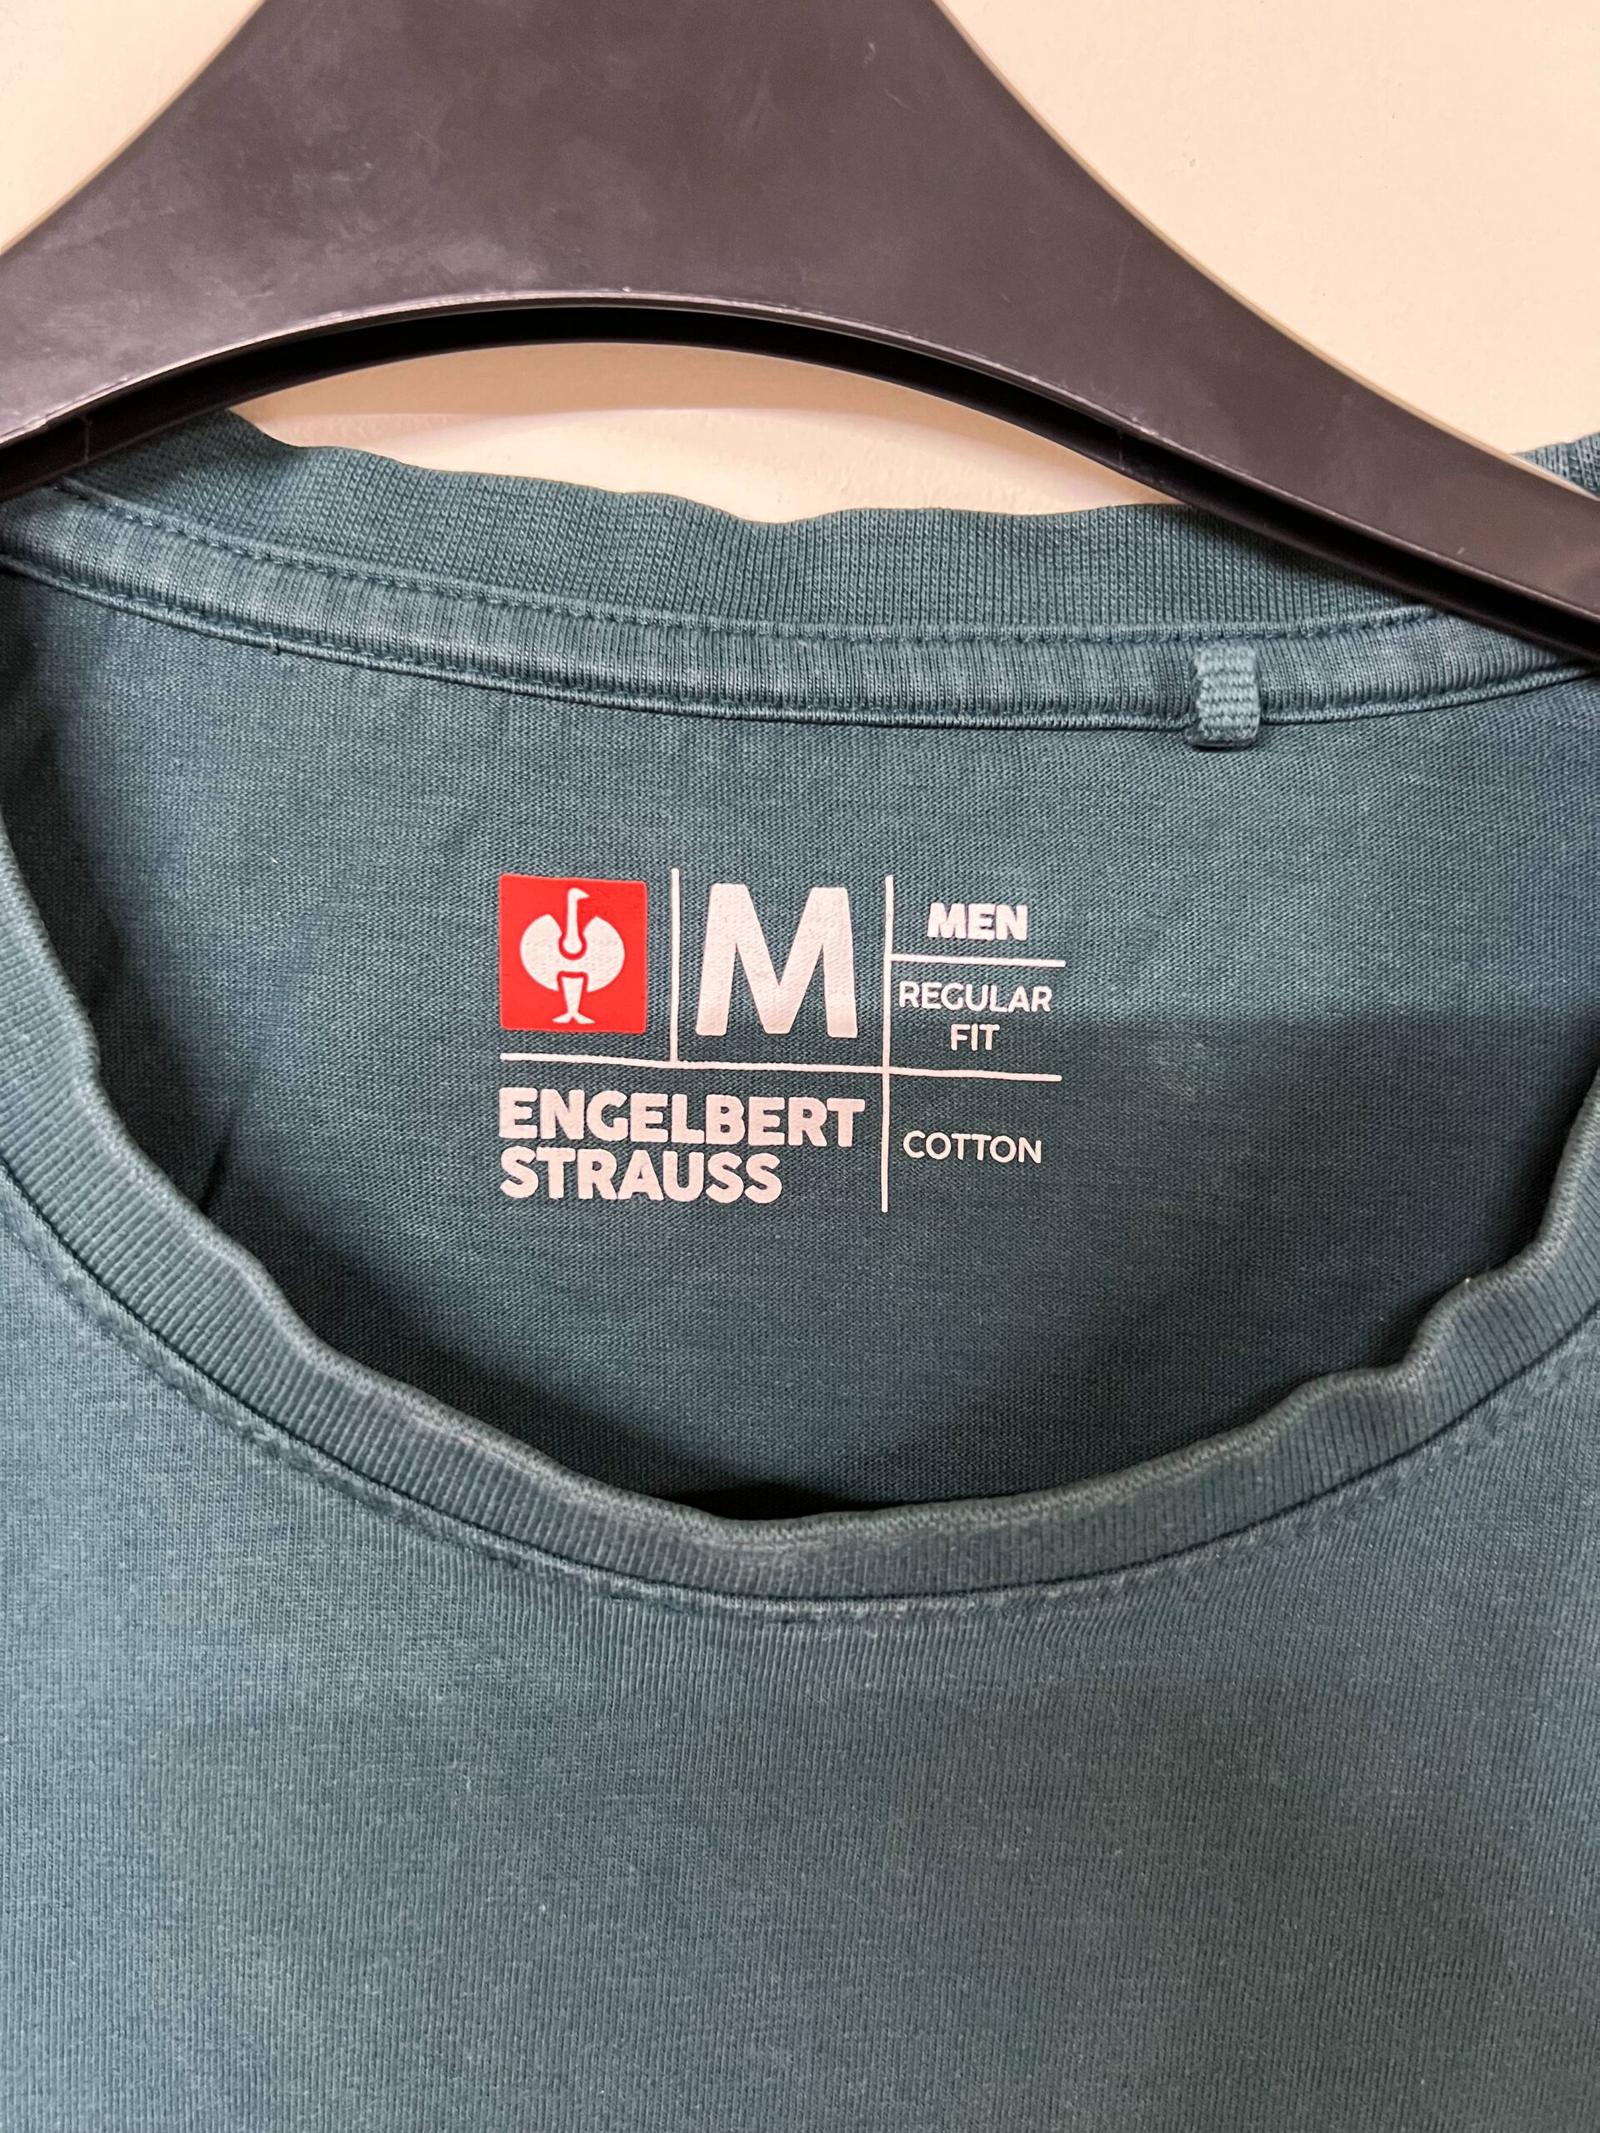 M
MEN
REGULAR
FIT
ENGELBERT
STRAUSS
COTTON